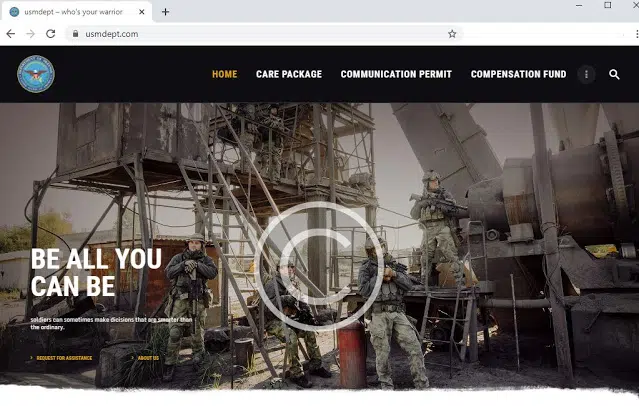 usmdept – who's your warrior
usmdept.com
HOME CARE PACKAGE COMMUNICATION PERMIT COMPENSATION FUND
BE ALL YOU
CAN BE
soldiers can sometimes make dicisions that are smarter than
the ordinary.
REQUEST FOR ASSISTANCE ABOUT US
©